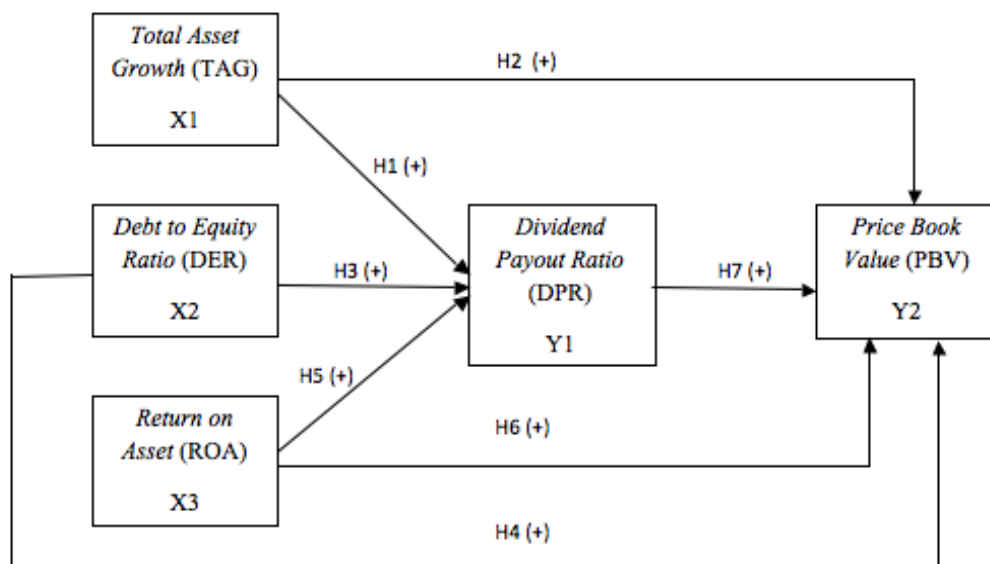 Total Asset
Growth (TAG)
X1
H2 (+)
H1 (+)
Debt to Equity
Ratio (DER)
X2
H3 (+)
Dividend
Payout Ratio
(DPR)
Y1
H7 (+)
Price Book
Value (PBV)
Y2
H5 (+)
Return on
Asset (ROA)
X3
H6 (+)
H4 (+)